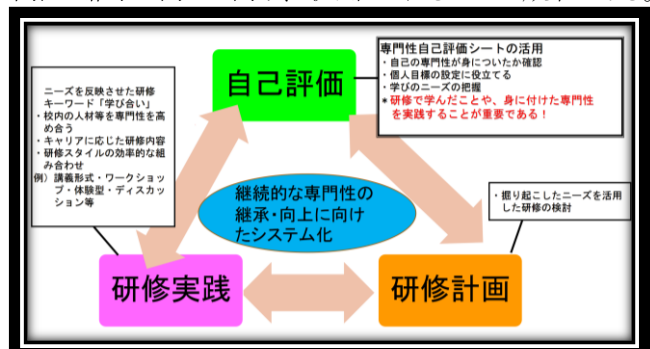 専門性自己評価シートの活用
・自己の専門性が身についたか確認
・個人目標の設定に役立てる
・学びのニーズの把握
*研修で学んだことや、身に付けた専門性
を実践することが重要である!
自己評価
ニーズを反映させた研修
キーワード「学び合い」
・校内の人材等を専門性を高
め合う
・キャリアに応じた研修内容
・研修スタイルの効率的な組
み合わせ
例)講義形式・ワークショッ
プ・体験型・ディスカッ
ション等
継続的な専門性の
継承・向上に向け
たシステム化
・掘り起こしたニーズを活用
した研修の検討
研修実践
研修計画